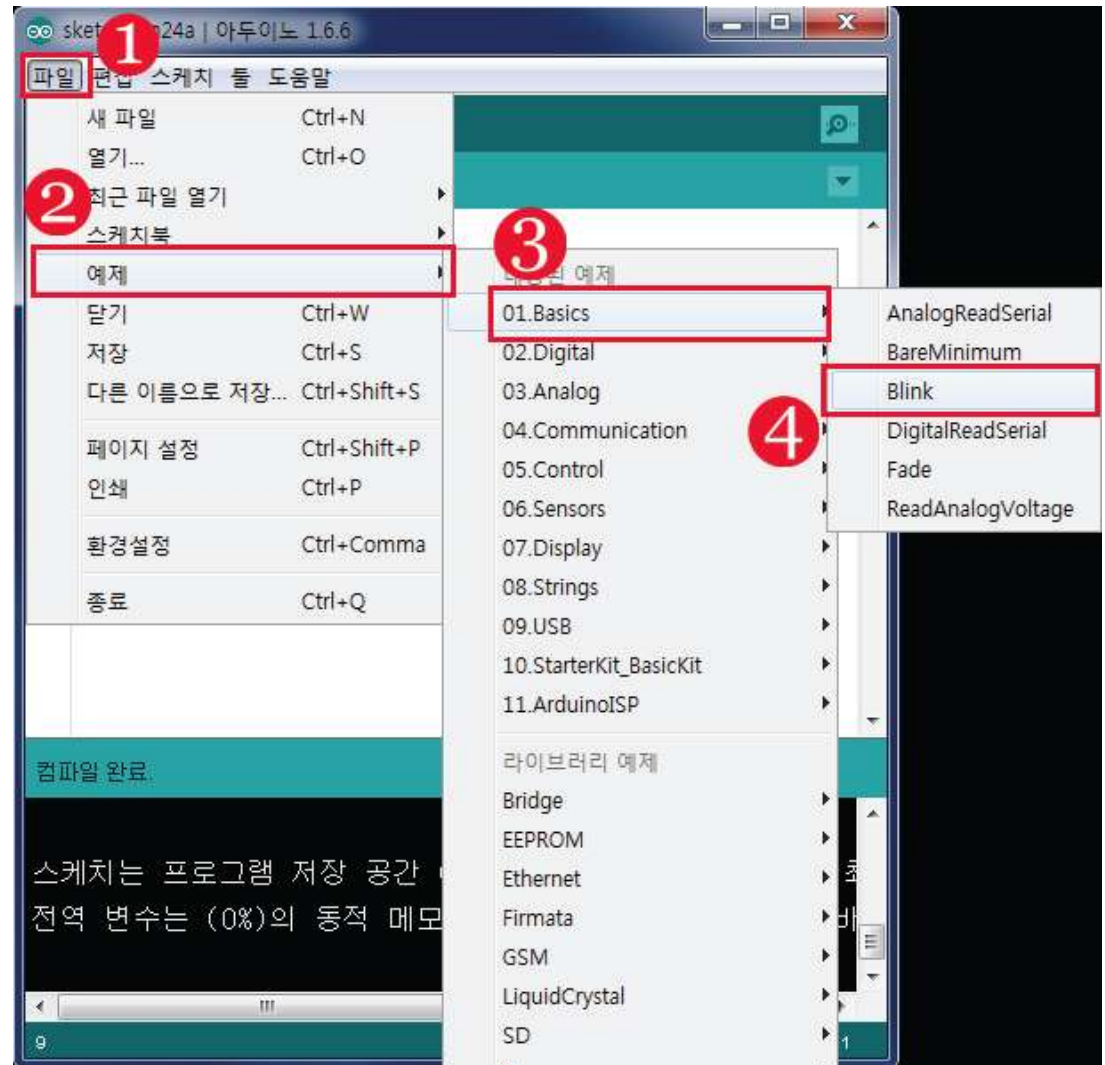 24a | 아두이노 1.6.6
1
파일 편집 스케치 툴 도움말
새 파일 Ctrl+N
열기... Ctrl+O
2
최근 파일 열기
스케치북
3
예제
닫기 Ctrl+W
저장 Ctrl+S
다른 이름으로 저장... Ctrl+Shift+S
페이지 설정 Ctrl+Shift+P
인쇄 Ctrl+P
환경설정 Ctrl+Comma
종료 Ctrl+Q
예제
01.Basics
02.Digital
03.Analog
04.Communication
05.Control
06.Sensors
07.Display
08.Strings
09.USB
10.StarterKit_BasicKit
11.ArduinoISP
라이브러리 예제
Bridge
EEPROM
Ethernet
Firmata
GSM
LiquidCrystal
SD
AnalogReadSerial
BareMinimum
Blink
4
DigitalReadSerial
Fade
ReadAnalogVoltage
컴파일 완료.
스케치는 프로그램 저장 공간
전역 변수는 (0%)의 동적 메모
9
1